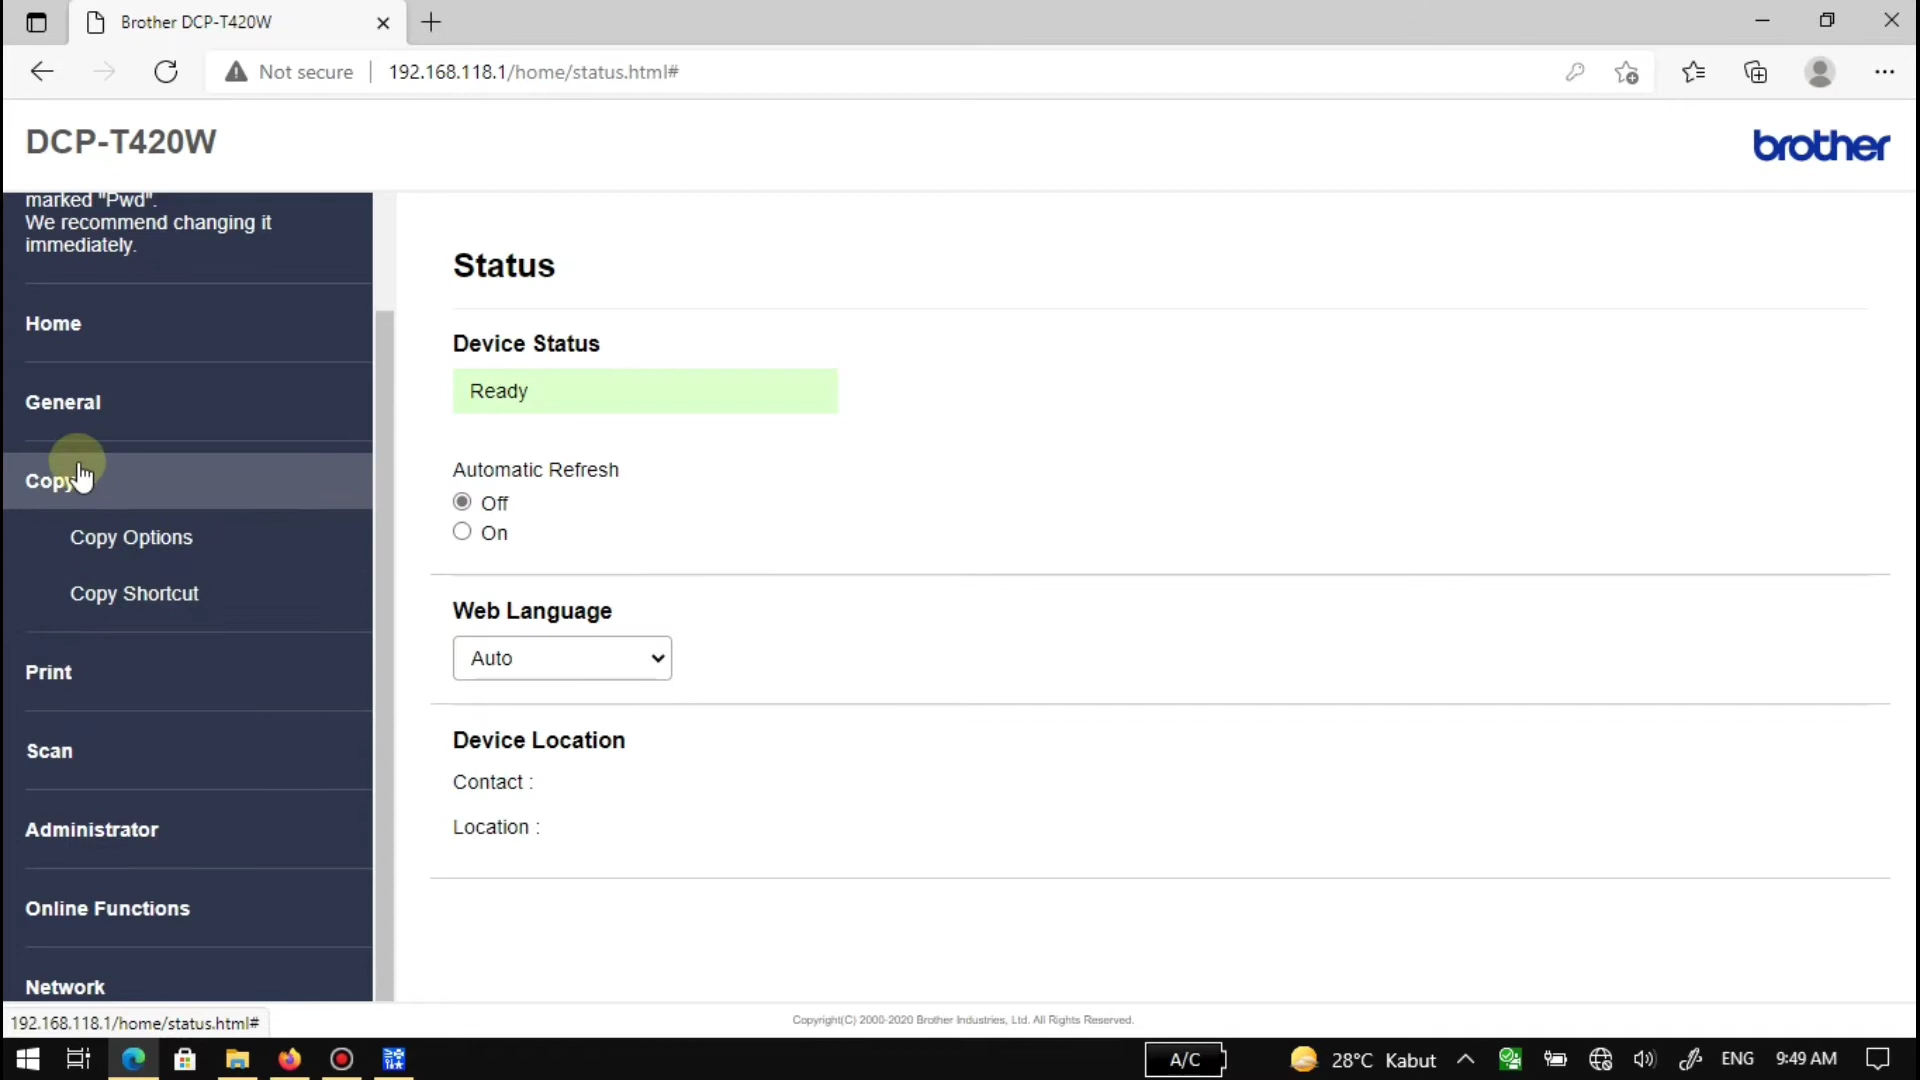 Brother DCP-T420W
Not secure
192.168.118.1/home/status.html#
DCP-T420W
brother
marked "Pwd".
We recommend changing it
immediately.
Home
General
Copy
Copy Options
Copy Shortcut
Print
Scan
Administrator
Online Functions
Network
Status
Device Status
Ready
Automatic Refresh
Off
On
Web Language
Auto
Device Location
Contact :
Location :
192.168.118.1/home/status.html#
Copyright(C) 2000-2020 Brother Industries, Ltd. All Rights Reserved.
A/C
28°C Kabut
ENG
9:49 AM